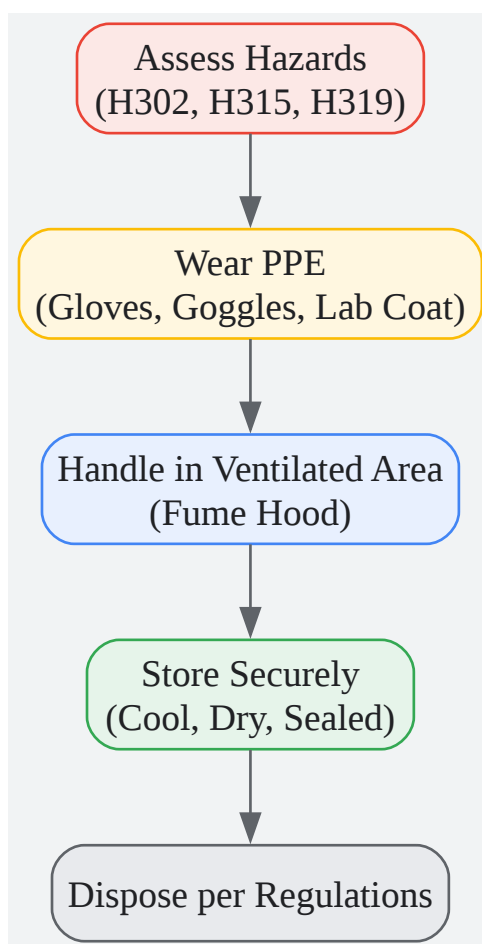 Assess Hazards
(H302, H315, H319)
Wear PPE
(Gloves, Goggles, Lab Coat)
Handle in Ventilated Area
(Fume Hood)
Store Securely
(Cool, Dry, Sealed)
Dispose per Regulations